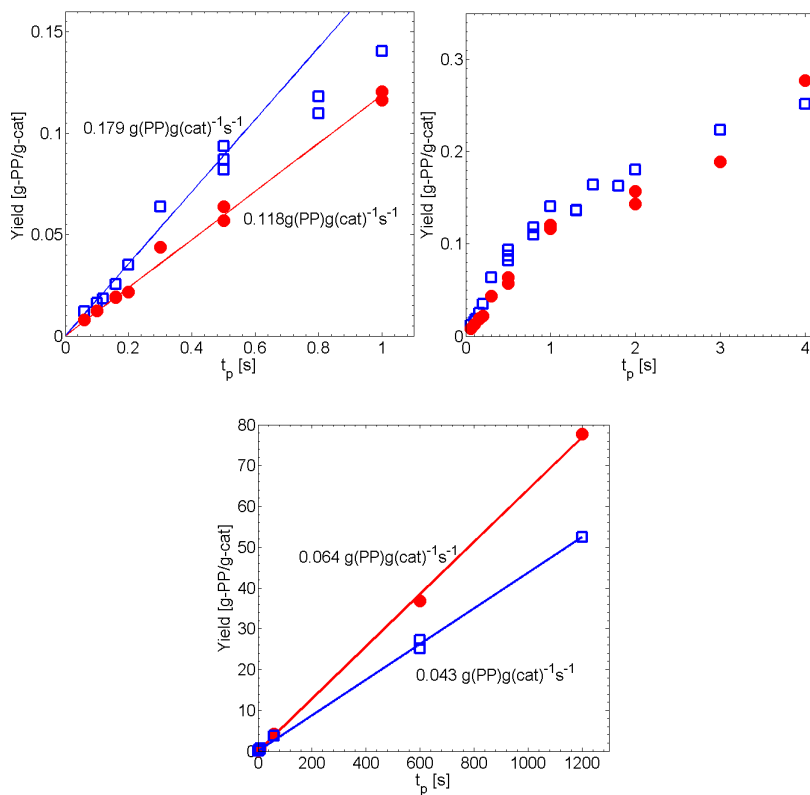 0.15
0.1
0.05
0
Yield [g-PP/g-cat]
0.179 g(PP)g(cat)⁻¹s⁻¹
0.118g(PP)g(cat)⁻¹s⁻¹
0 0.2 0.4 0.6 0.8 1
tₚ [s]
0.3
0.2
0.1
0
Yield [g-PP/g-cat]
0 1 2 3 4
tₚ [s]
80
70
60
50
40
30
20
10
0
Yield [g-PP/g-cat]
0.064 g(PP)g(cat)⁻¹s⁻¹
0.043 g(PP)g(cat)⁻¹s⁻¹
0 200 400 600 800 1000 1200
tₚ [s]